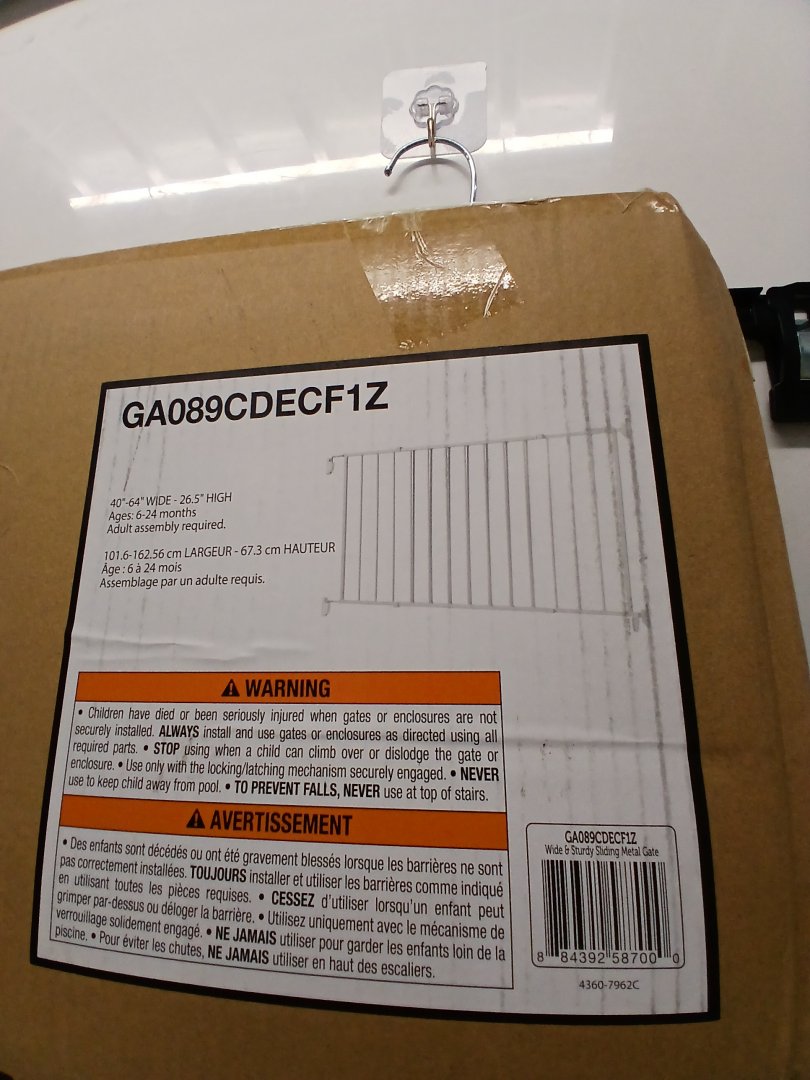 GA089CDECF1Z
40"-64" WIDE - 26.5" HIGH
Ages: 6-24 months
Adult assembly required.
101.6-162.56 cm LARGEUR - 67.3 cm HAUTEUR
Âge : 6 à 24 mois
Assemblage par un adulte requis.
⚠ WARNING
• Children have died or been seriously injured when gates or enclosures are not
securely installed. ALWAYS install and use gates or enclosures as directed using all
required parts. • STOP using when a child can climb over or dislodge the gate or
enclosure. • Use only with the locking/latching mechanism securely engaged. • NEVER
use to keep child away from pool. • TO PREVENT FALLS, NEVER use at top of stairs.
⚠ AVERTISSEMENT
• Des enfants sont décédés ou ont été gravement blessés lorsque les barrières ne sont
pas correctement installées. TOUJOURS installer et utiliser les barrières comme indiqué
en utilisant toutes les pièces requises. • CESSEZ d'utiliser lorsqu'un enfant peut
grimper par-dessus ou déloger la barrière. • Utilisez uniquement avec le mécanisme de
verrouillage solidement engagé. • NE JAMAIS utiliser pour garder les enfants loin de la
piscine. • Pour éviter les chutes, NE JAMAIS utiliser en haut des escaliers.
GA089CDECF1Z
Wide & Sturdy Sliding Metal Gate
8 84392 58700 0
4360-7962C